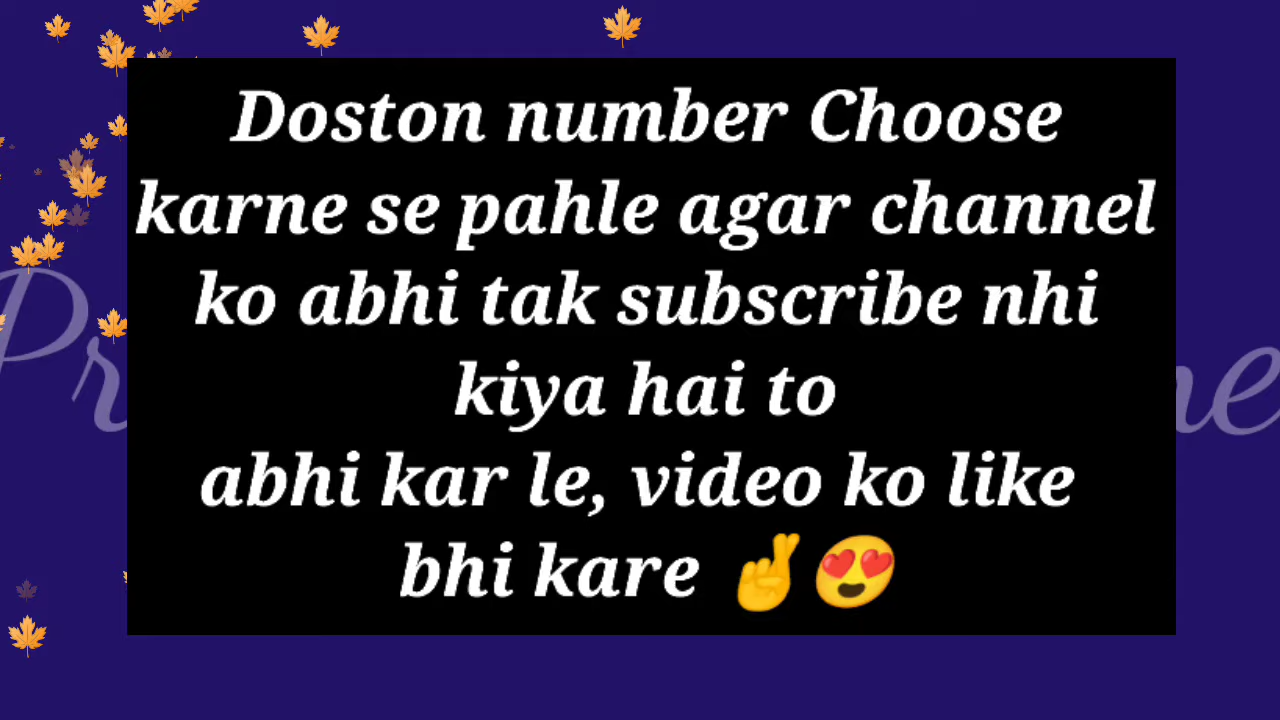 Doston number Choose
karne se pahle agar channel
ko abhi tak subscribe nhi
kiya hai to
abhi kar le, video ko like
bhi kare 🤞😍